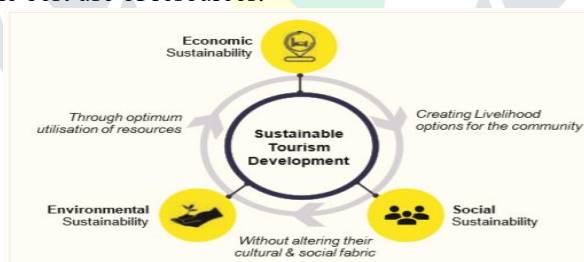 Economic
Sustainability
Through optimum
utilisation of resources
Creating Livelihood
options for the community
Sustainable
Tourism
Development
Environmental
Sustainability
Social
Sustainability
Without altering their
cultural & social fabric